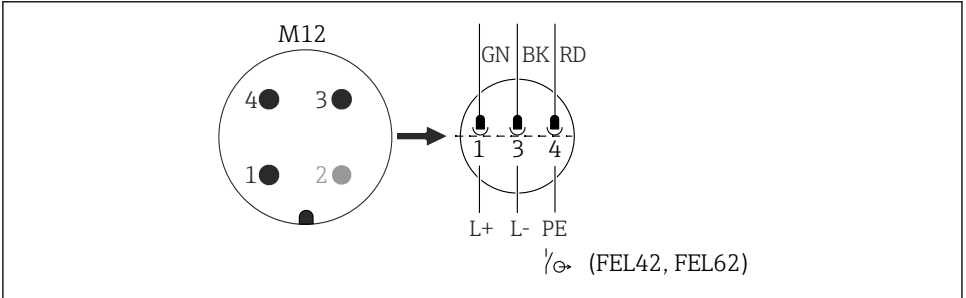 M12
GN BK RD
4 3
1 2
1 3 4
L+ L- PE
(FEL42, FEL62)